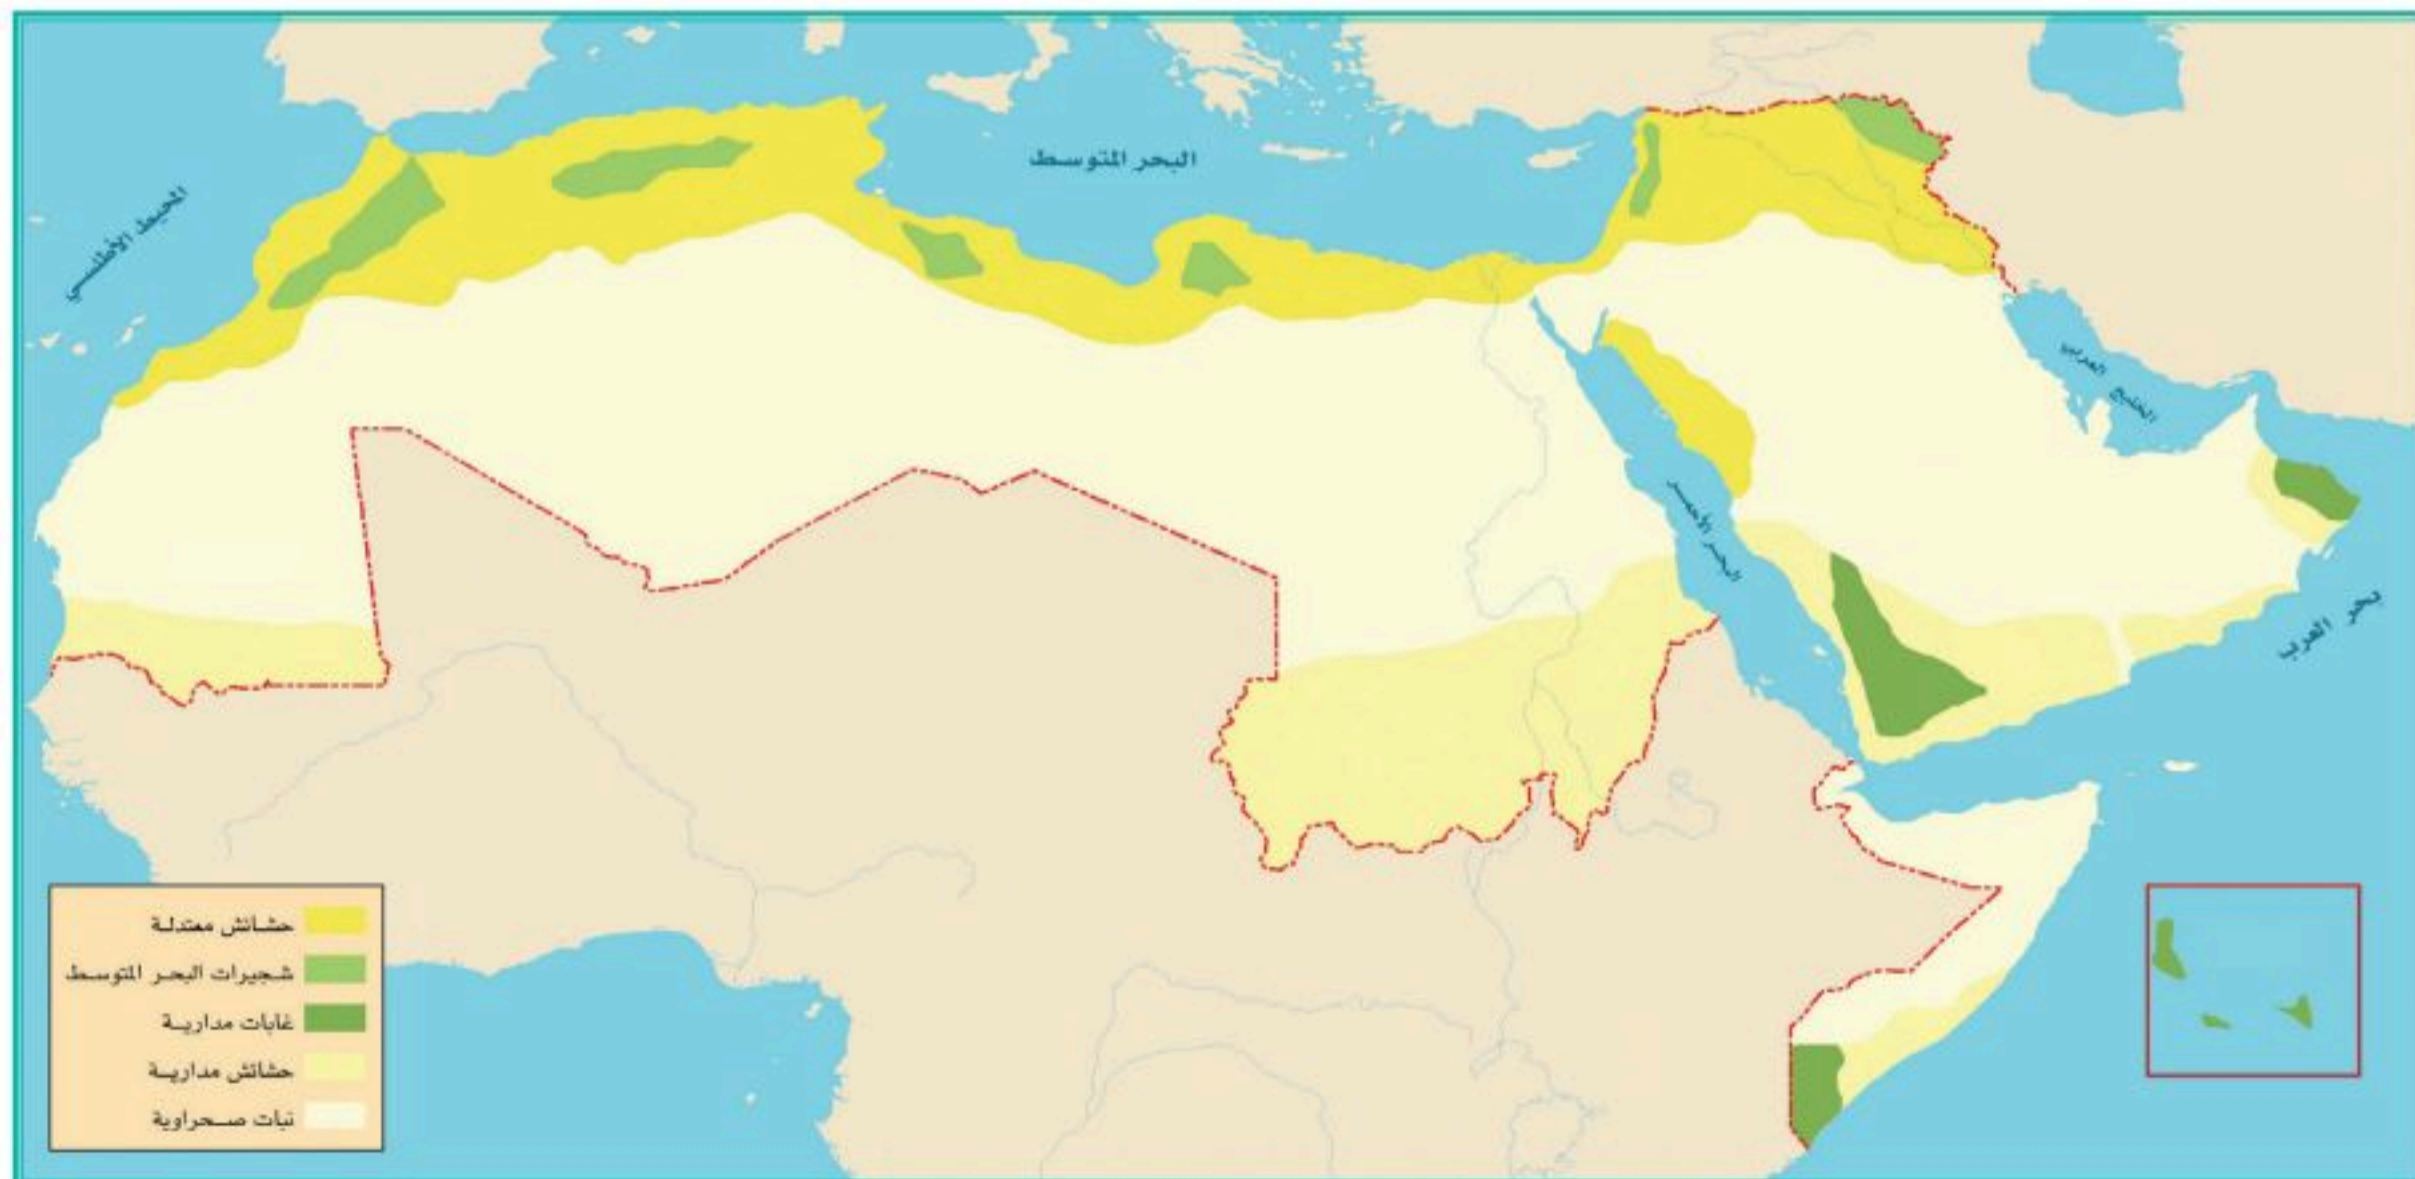 البحر المتوسط
المحيط الأطلسي
الخليج العربي
البحر الأحمر
بحر العرب
حشائش معتدلة
شجيرات البحر المتوسط
غابات مدارية
حشائش مدارية
نبات صحراوية